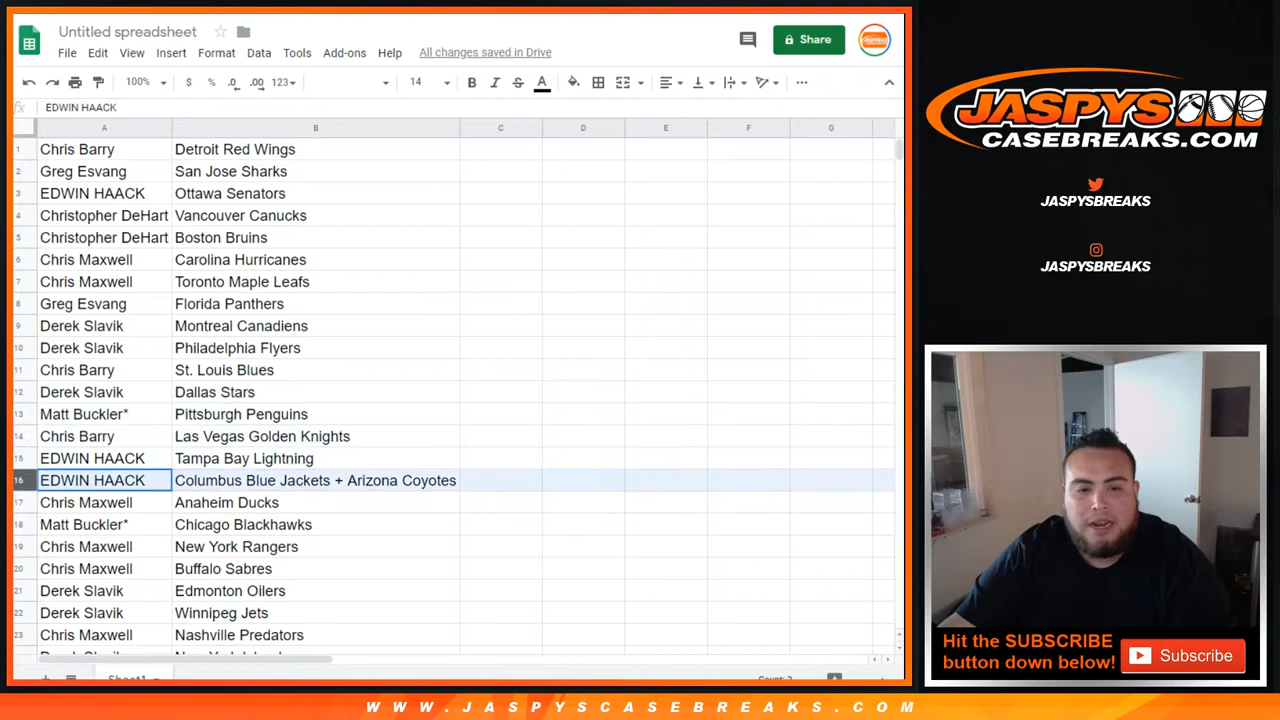 Untitled spreadsheet
File Edit View Insert Format Data Tools Add-ons Help All changes saved in Drive
Share
100% $ % .0 .00 123 14 B I S A
fx EDWIN HAACK
A B C D E F G
1 Chris Barry Detroit Red Wings
2 Greg Esvang San Jose Sharks
3 EDWIN HAACK Ottawa Senators
4 Christopher DeHart Vancouver Canucks
5 Christopher DeHart Boston Bruins
6 Chris Maxwell Carolina Hurricanes
7 Chris Maxwell Toronto Maple Leafs
8 Greg Esvang Florida Panthers
9 Derek Slavik Montreal Canadiens
10 Derek Slavik Philadelphia Flyers
11 Chris Barry St. Louis Blues
12 Derek Slavik Dallas Stars
13 Matt Buckler* Pittsburgh Penguins
14 Chris Barry Las Vegas Golden Knights
15 EDWIN HAACK Tampa Bay Lightning
16 EDWIN HAACK Columbus Blue Jackets + Arizona Coyotes
17 Chris Maxwell Anaheim Ducks
18 Matt Buckler* Chicago Blackhawks
19 Chris Maxwell New York Rangers
20 Chris Maxwell Buffalo Sabres
21 Derek Slavik Edmonton Oilers
22 Derek Slavik Winnipeg Jets
23 Chris Maxwell Nashville Predators
JASPYS
CASEBREAKS.COM
JASPYSBREAKS
JASPYSBREAKS
Hit the SUBSCRIBE
button down below!
Subscribe
WWW.JASPYSCASEBREAKS.COM